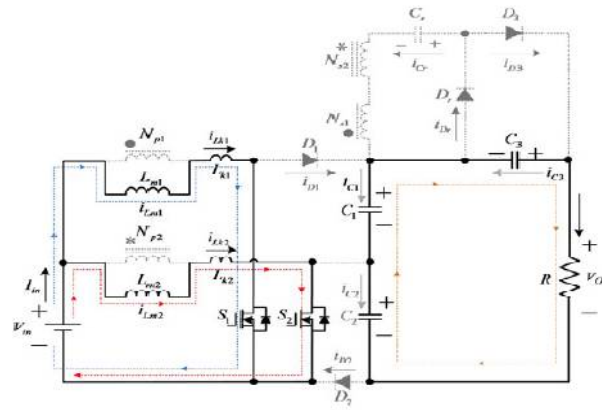 C_r
D_3
* N_s2
− +
i_Cr
i_D3
D_r
N_p1
i_Lk1
N_s1
i_Dr
C_3
− +
D_1
L_m1
L_k1
i_D1
I_C1
i_C3
i_Lm1
+
C_1
−
* N_p2
i_Lk2
I_in
+
L_m2
L_k2
i_C2
+
R
+
v_O
−
V_in
−
i_Lm2
S_1
S_2
C_2
−
i_D2
D_2